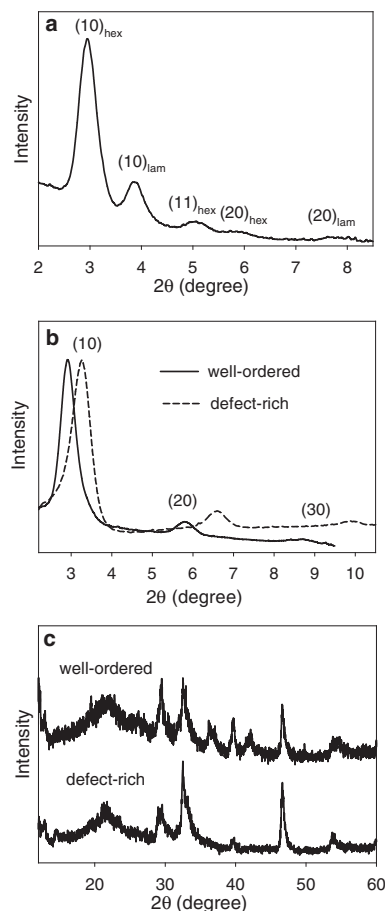 a
(10)hex
(10)lam
(11)hex
(20)hex
(20)lam
Intensity
2 3 4 5 6 7 8
2θ (degree)
b
(10)
well-ordered
defect-rich
(20)
(30)
Intensity
3 4 5 6 7 8 9 10
2θ (degree)
c
well-ordered
defect-rich
Intensity
20 30 40 50 60
2θ (degree)